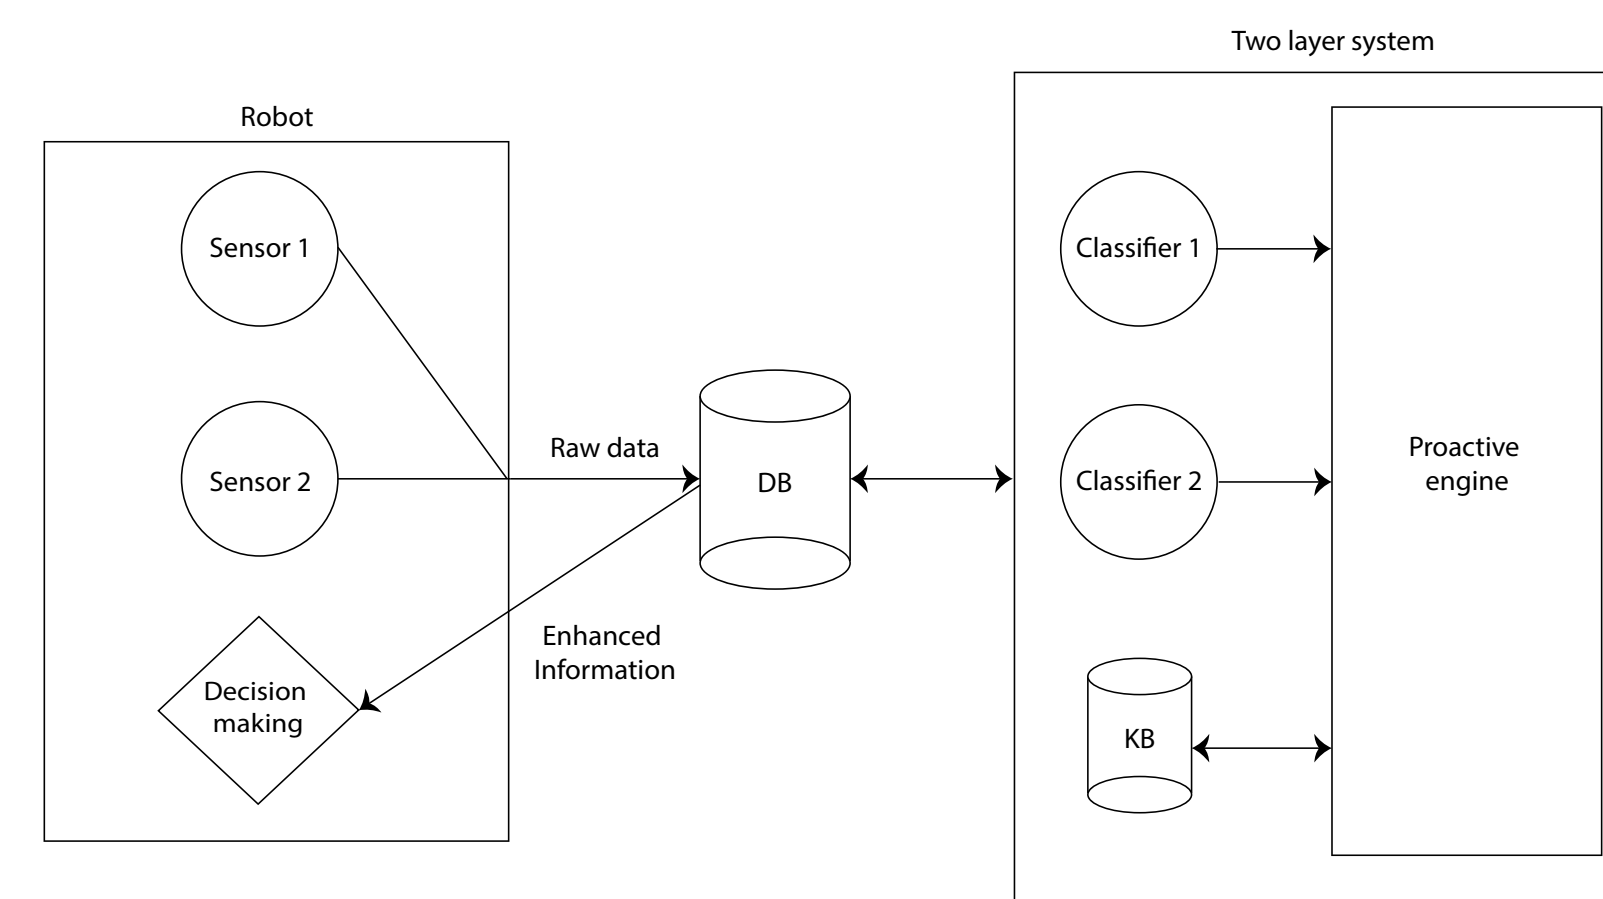 Two layer system
Robot
Sensor 1
Classifier 1
Sensor 2
Raw data
DB
Classifier 2
Proactive
engine
Enhanced
Information
Decision
making
KB